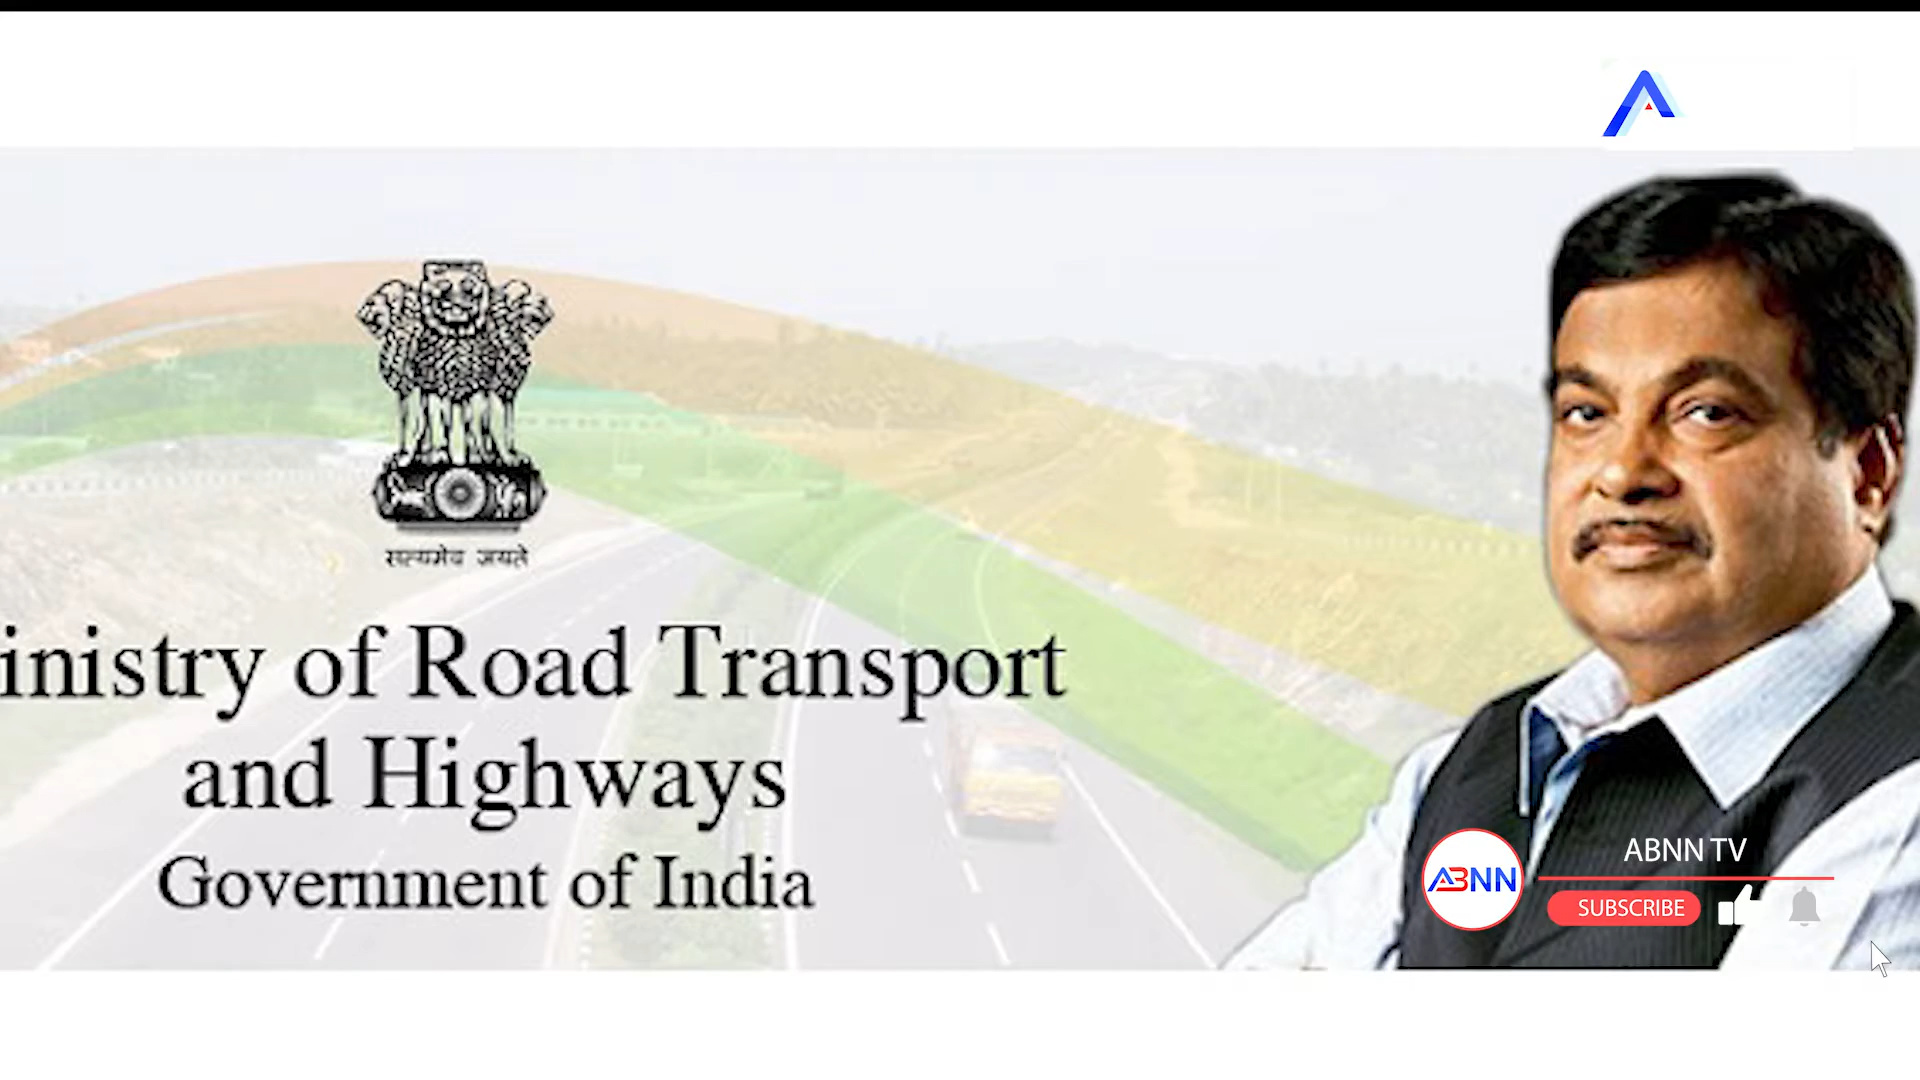 सत्यमेव जयते
inistry of Road Transport
and Highways
Government of India
ABNN
ABNN TV
SUBSCRIBE